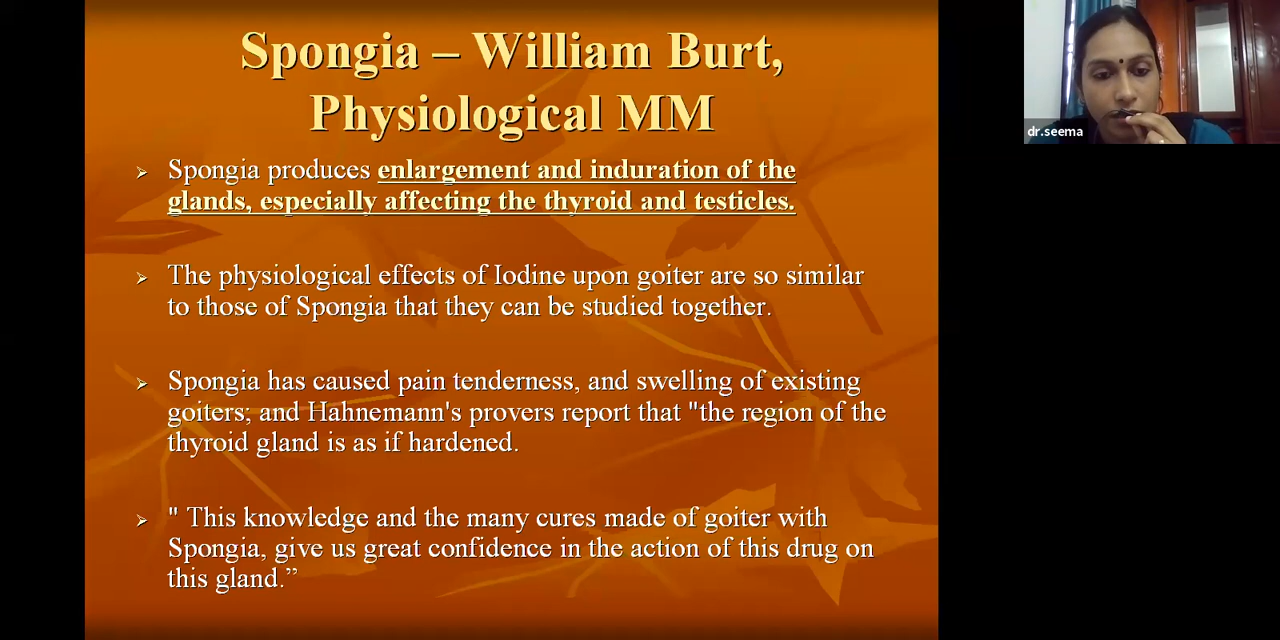 Spongia – William Burt,
Physiological MM
➢ Spongia produces enlargement and induration of the
glands, especially affecting the thyroid and testicles.
➢ The physiological effects of Iodine upon goiter are so similar
to those of Spongia that they can be studied together.
➢ Spongia has caused pain tenderness, and swelling of existing
goiters; and Hahnemann's provers report that "the region of the
thyroid gland is as if hardened.
➢ " This knowledge and the many cures made of goiter with
Spongia, give us great confidence in the action of this drug on
this gland.”
dr.seema